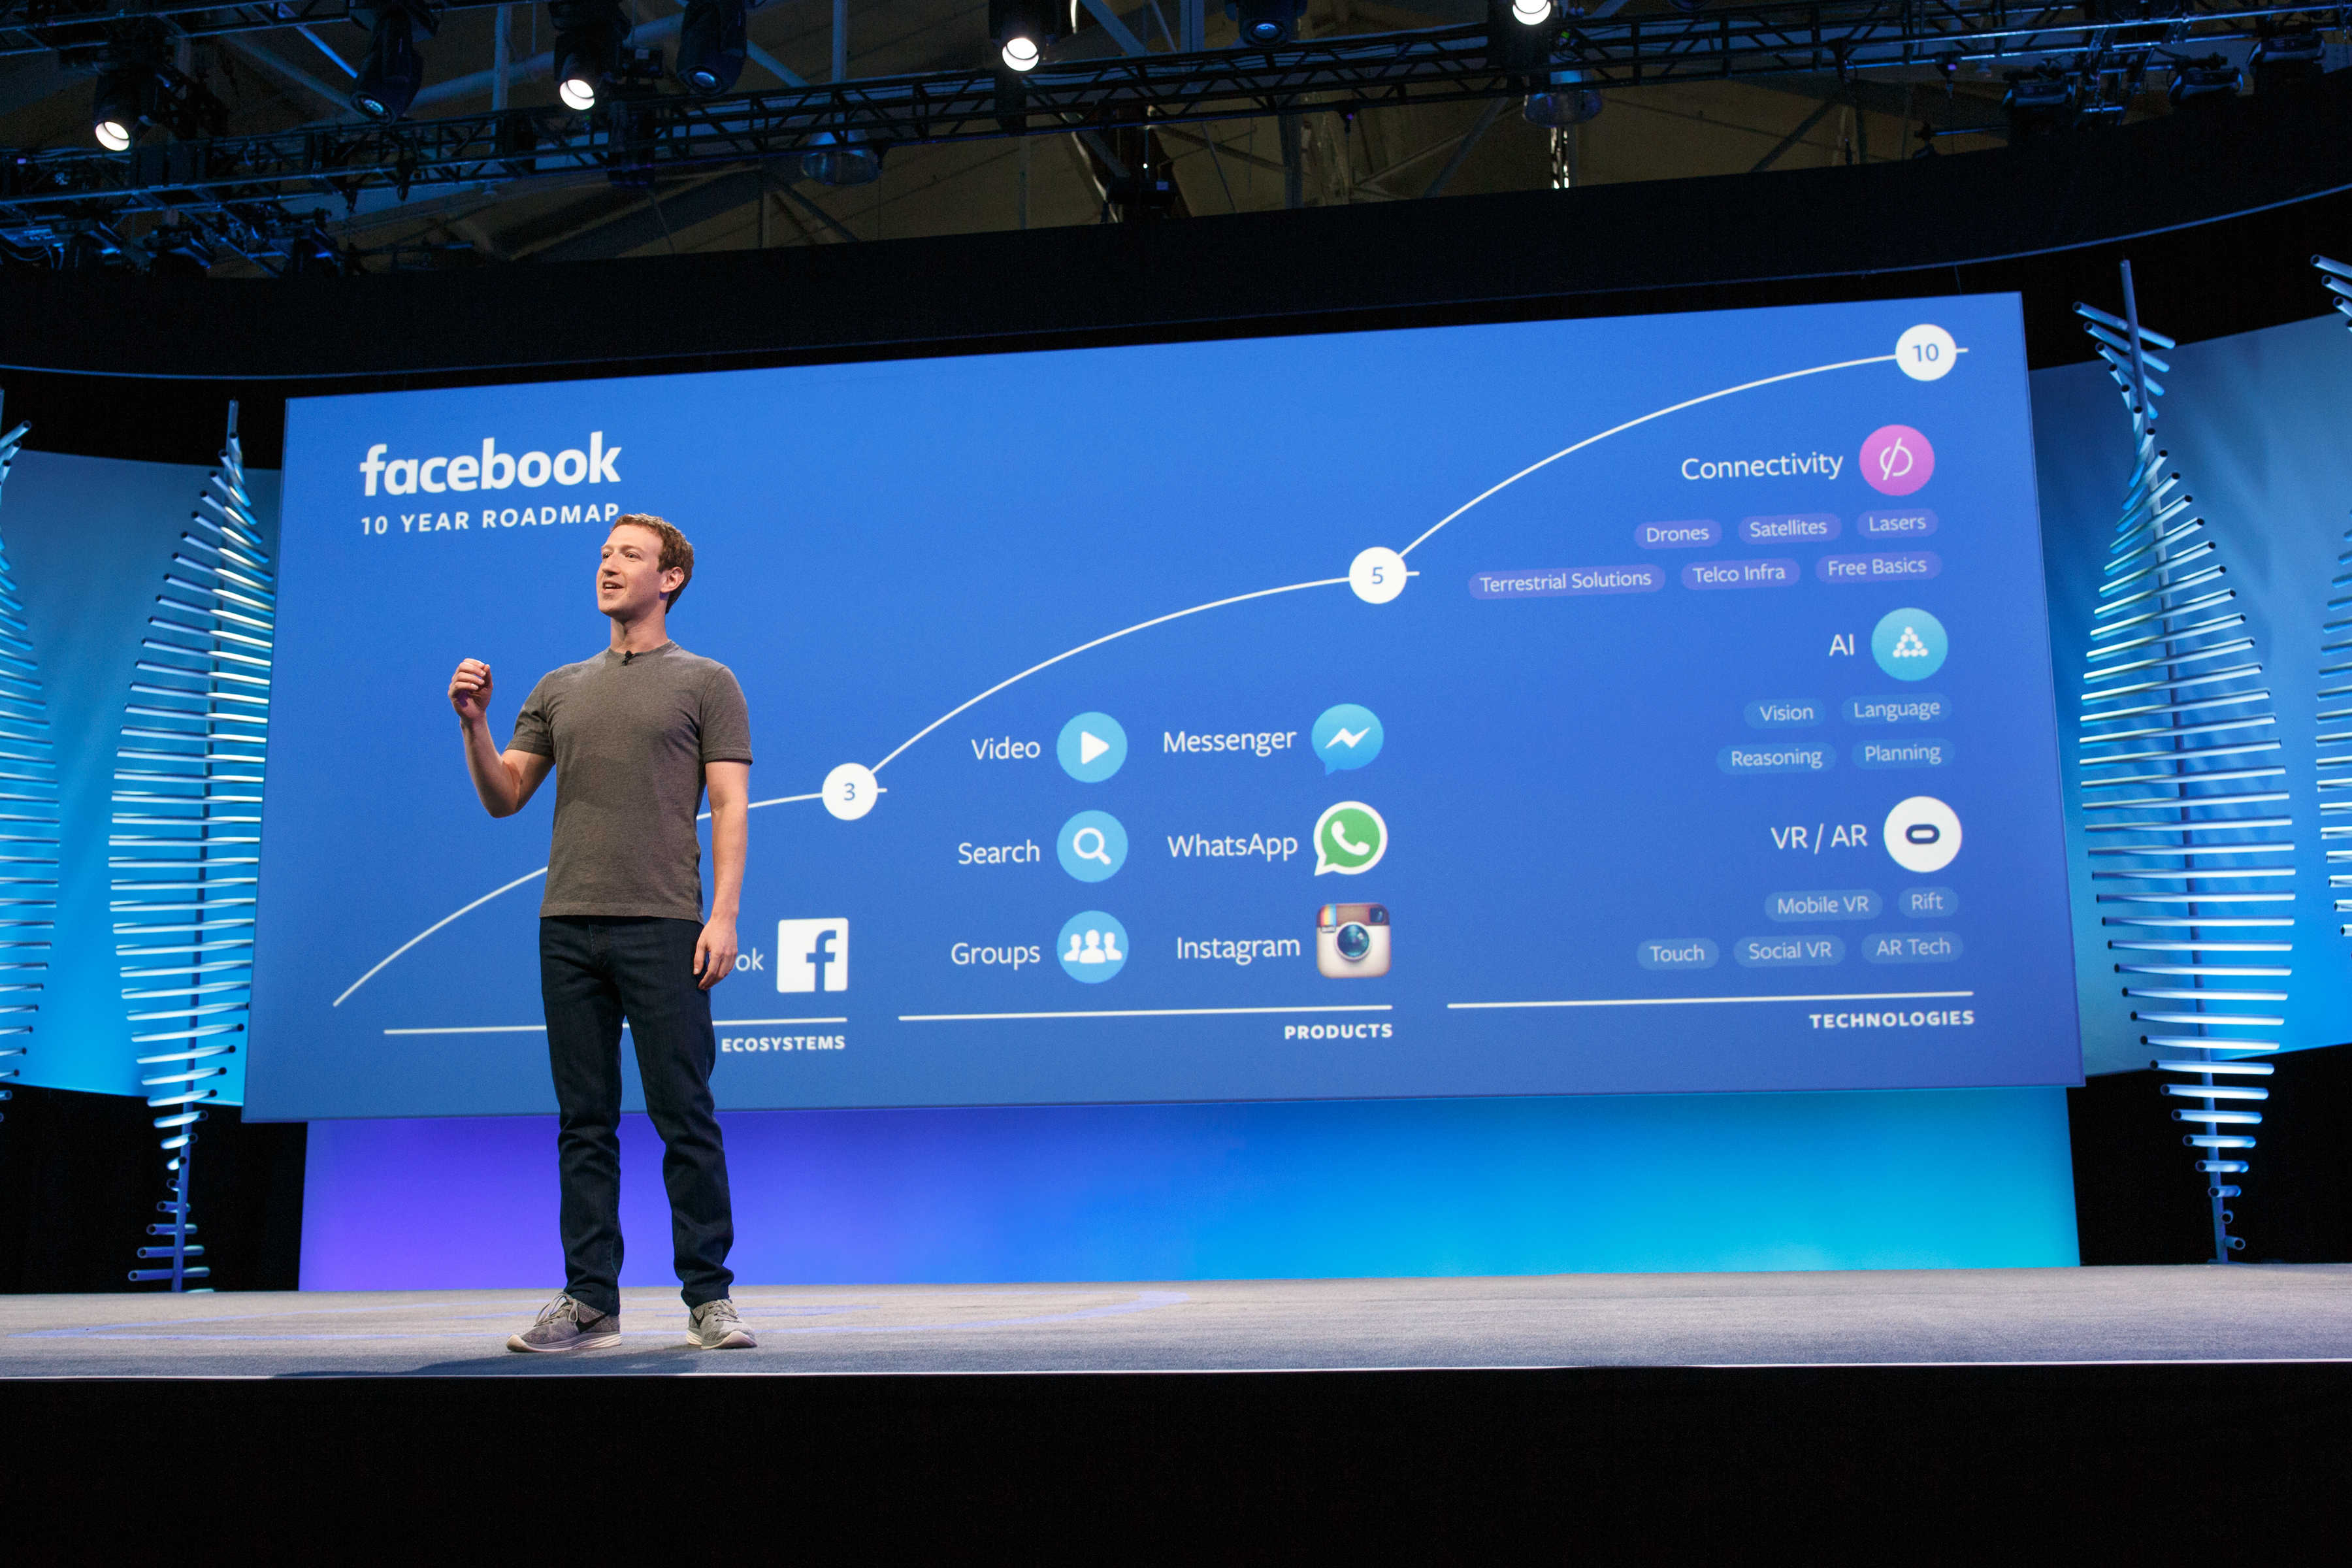 facebook
10 YEAR ROADMAP
3
5
10
ok
ECOSYSTEMS
Video
Messenger
Search
WhatsApp
Groups
Instagram
PRODUCTS
Connectivity
Drones Satellites Lasers
Terrestrial Solutions Telco Infra Free Basics
AI
Vision Language
Reasoning Planning
VR / AR
Mobile VR Rift
Touch Social VR AR Tech
TECHNOLOGIES